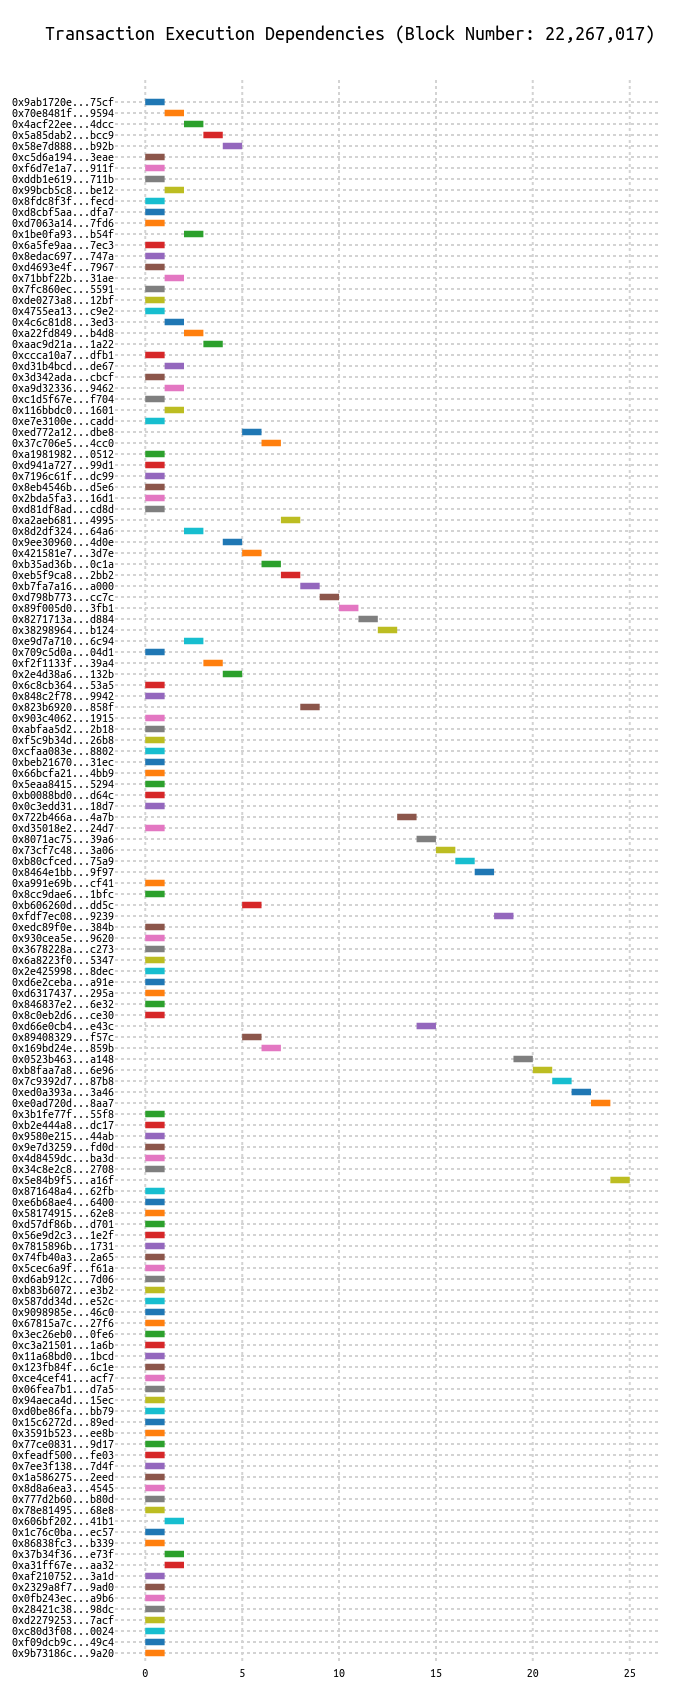 Transaction Execution Dependencies (Block Number: 22,267,017)
0x9ab1720e...75cf
0x70e8481f...9594
0x4acf22ee...4dcc
0x5a85dab2...bcc9
0x58e7d888...b92b
0xc5d6a194...3eae
0xf6d7e1a7...911f
0xddb1e619...711b
0x99bcb5c8...be12
0x8fdc8f3f...fecd
0xd8cbf5aa...dfa7
0xd7063a14...7fd6
0x1be0fa93...b54f
0x6a5fe9aa...7ec3
0x8edac697...747a
0xd4693e4f...7967
0x71bbf22b...31ae
0x7fc860ec...5591
0xde0273a8...12bf
0x4755ea13...c9e2
0x4c6c81d8...3ed3
0xa22fd849...b4d8
0xaac9d21a...1a22
0xccca10a7...dfb1
0xd31b4bcd...de67
0x3d342ada...cbcf
0xa9d32336...9462
0xc1d5f67e...f704
0x116bbdc0...1601
0xe7e3100e...cadd
0xed772a12...dbe8
0x37c706e5...4cc0
0xa1981982...0512
0xd941a727...99d1
0x7196c61f...dc99
0x8eb4546b...d5e6
0x2bda5fa3...16d1
0xd81df8ad...cd8d
0xa2aeb681...4995
0x8d2df324...64a6
0x9ee30960...4d0e
0x421581e7...3d7e
0xb35ad36b...0c1a
0xeb5f9ca8...2bb2
0xb7fa7a16...a000
0xd798b773...cc7c
0x89f005d0...3fb1
0x8271713a...d884
0x38298964...b124
0xe9d7a710...6c94
0x709c5d0a...04d1
0xf2f1133f...39a4
0x2e4d38a6...132b
0x6c8cb364...53a5
0x848c2f78...9942
0x823b6920...858f
0x903c4062...1915
0xabfaa5d2...2b18
0xf5c9b34d...26b8
0xcfaa083e...8802
0xbeb21670...31ec
0x66bcfa21...4bb9
0x5eaa8415...5294
0xb0088bd0...d64c
0x0c3edd31...18d7
0x722b466a...4a7b
0xd35018e2...24d7
0x8071ac75...39a6
0x73cf7c48...3a06
0xb80cfced...75a9
0x8464e1bb...9f97
0xa991e69b...cf41
0x8cc9dae6...1bfc
0xb606260d...dd5c
0xfdf7ec08...9239
0xedc89f0e...384b
0x930cea5e...9620
0x3678228a...c273
0x6a8223f0...5347
0x2e425998...8dec
0xd6e2ceba...a91e
0xd6317437...295a
0x846837e2...6e32
0x8c0eb2d6...ce30
0xd66e0cb4...e43c
0x89408329...f57c
0x169bd24e...859b
0x0523b463...a148
0xb8faa7a8...6e96
0x7c9392d7...87b8
0xed0a393a...3a46
0xe0ad720d...8aa7
0x3b1fe77f...55f8
0xb2e444a8...dc17
0x9580e215...44ab
0x9e7d3259...fd0d
0x4d8459dc...ba3d
0x34c8e2c8...2708
0x5e84b9f5...a16f
0x871648a4...62fb
0xe6b68ae4...6400
0x58174915...62e8
0xd57df86b...d701
0x56e9d2c3...1e2f
0x7815896b...1731
0x74fb40a3...2a65
0x5cec6a9f...f61a
0xd6ab912c...7d06
0xb83b6072...e3b2
0x587dd34d...e52c
0x9098985e...46c0
0x67815a7c...27f6
0x3ec26eb0...0fe6
0xc3a21501...1a6b
0x11a68bd0...1bcd
0x123fb84f...6c1e
0xce4cef41...acf7
0x06fea7b1...d7a5
0x94aeca4d...15ec
0xd0be86fa...bb79
0x15c6272d...89ed
0x3591b523...ee8b
0x77ce0831...9d17
0xfeadf500...fe03
0x7ee3f138...7d4f
0x1a586275...2eed
0x8d8a6ea3...4545
0x777d2b60...b80d
0x78e81495...68e8
0x606bf202...41b1
0x1c76c0ba...ec57
0x86838fc3...b339
0x37b34f36...e73f
0xa31ff67e...aa32
0xaf210752...3a1d
0x2329a8f7...9ad0
0x0fb243ec...a9b6
0x28421c38...98dc
0xd2279253...7acf
0xc80d3f08...0024
0xf09dcb9c...49c4
0x9b73186c...9a20
0 5 10 15 20 25